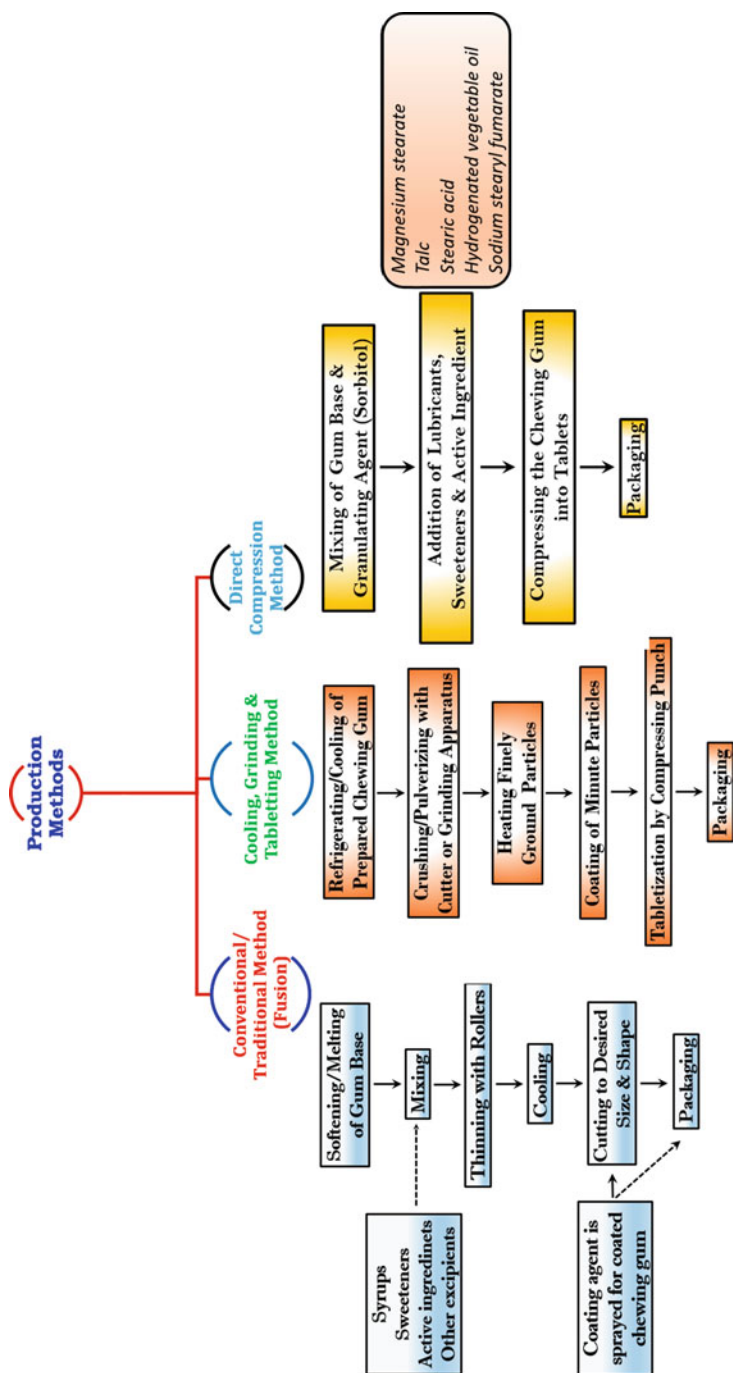 Production
Methods
Conventional/
Traditional Method
(Fusion)
Softening/Melting
of Gum Base
Syrups
Sweeteners
Active ingredinets
Other excipients
Mixing
Thinning with Rollers
Cooling
Coating agent is
sprayed for coated
chewing gum
Cutting to Desired
Size & Shape
Packaging
Cooling, Grinding &
Tabletting Method
Refrigerating/Cooling of
Prepared Chewing Gum
Crushing/Pulverizing with
Cutter or Grinding Apparatus
Heating Finely
Ground Particles
Coating of Minute Particles
Tabletization by Compressing Punch
Packaging
Direct
Compression
Method
Mixing of Gum Base &
Granulating Agent (Sorbitol)
Addition of Lubricants,
Sweeteners & Active Ingredient
Magnesium stearate
Talc
Stearic acid
Hydrogenated vegetable oil
Sodium stearyl fumarate
Compressing the Chewing Gum
into Tablets
Packaging